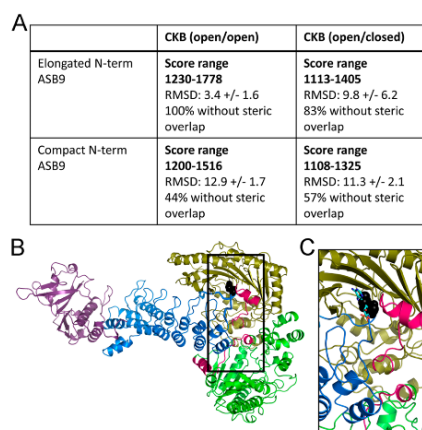 A
CKB (open/open) CKB (open/closed)
Elongated N-term Score range Score range
ASB9 1230-1778 1113-1405
RMSD: 3.4 +/- 1.6 RMSD: 9.8 +/- 6.2
100% without steric 83% without steric
overlap overlap
Compact N-term Score range Score range
ASB9 1200-1516 1108-1325
RMSD: 12.9 +/- 1.7 RMSD: 11.3 +/- 2.1
44% without steric 57% without steric
overlap overlap
B C